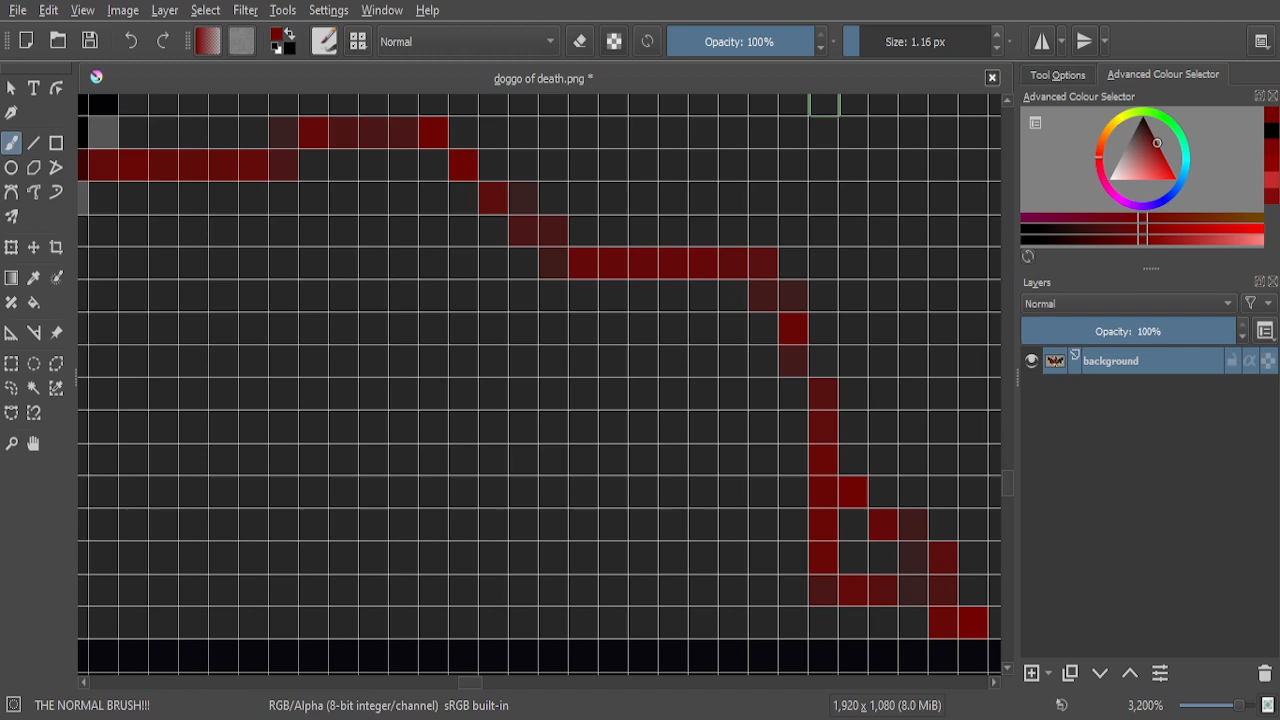 File Edit View Image Layer Select Filter Tools Settings Window Help
Normal Opacity: 100% Size: 1.16 px
doggo of death.png *
Tool Options Advanced Colour Selector
Advanced Colour Selector
Layers
Normal
Opacity: 100%
background
THE NORMAL BRUSH!!! RGB/Alpha (8-bit integer/channel) sRGB built-in 1,920 x 1,080 (8.0 MiB) 3,200%